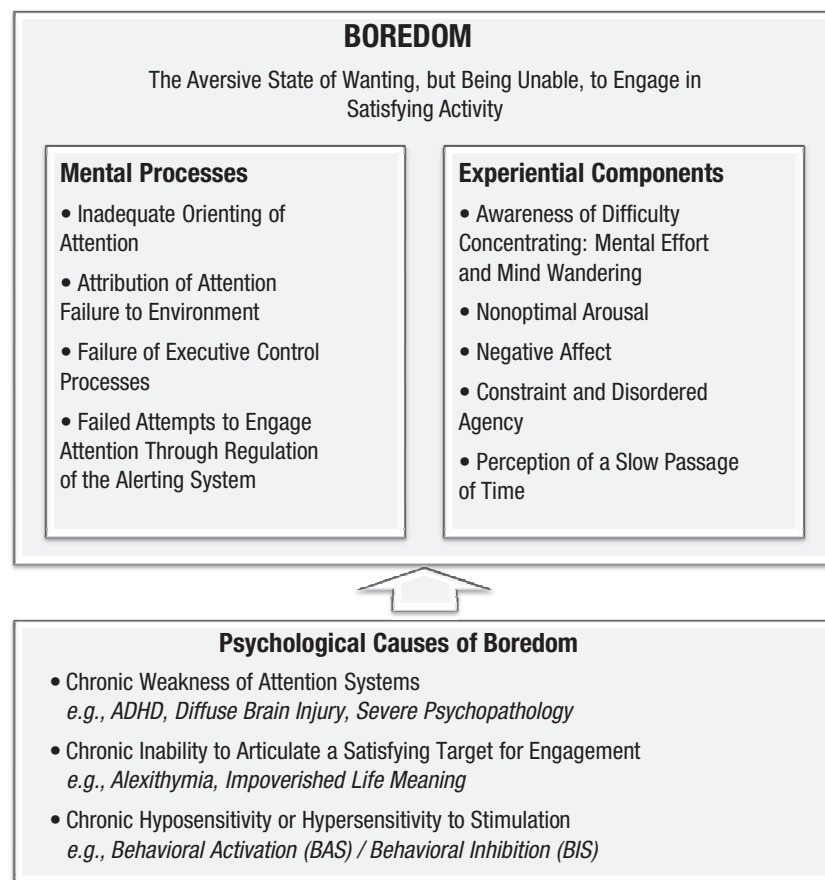 BOREDOM
The Aversive State of Wanting, but Being Unable, to Engage in
Satisfying Activity
Mental Processes
• Inadequate Orienting of
Attention
• Attribution of Attention
Failure to Environment
• Failure of Executive Control
Processes
• Failed Attempts to Engage
Attention Through Regulation
of the Alerting System
Experiential Components
• Awareness of Difficulty
Concentrating: Mental Effort
and Mind Wandering
• Nonoptimal Arousal
• Negative Affect
• Constraint and Disordered
Agency
• Perception of a Slow Passage
of Time
Psychological Causes of Boredom
• Chronic Weakness of Attention Systems
e.g., ADHD, Diffuse Brain Injury, Severe Psychopathology
• Chronic Inability to Articulate a Satisfying Target for Engagement
e.g., Alexithymia, Impoverished Life Meaning
• Chronic Hyposensitivity or Hypersensitivity to Stimulation
e.g., Behavioral Activation (BAS) / Behavioral Inhibition (BIS)